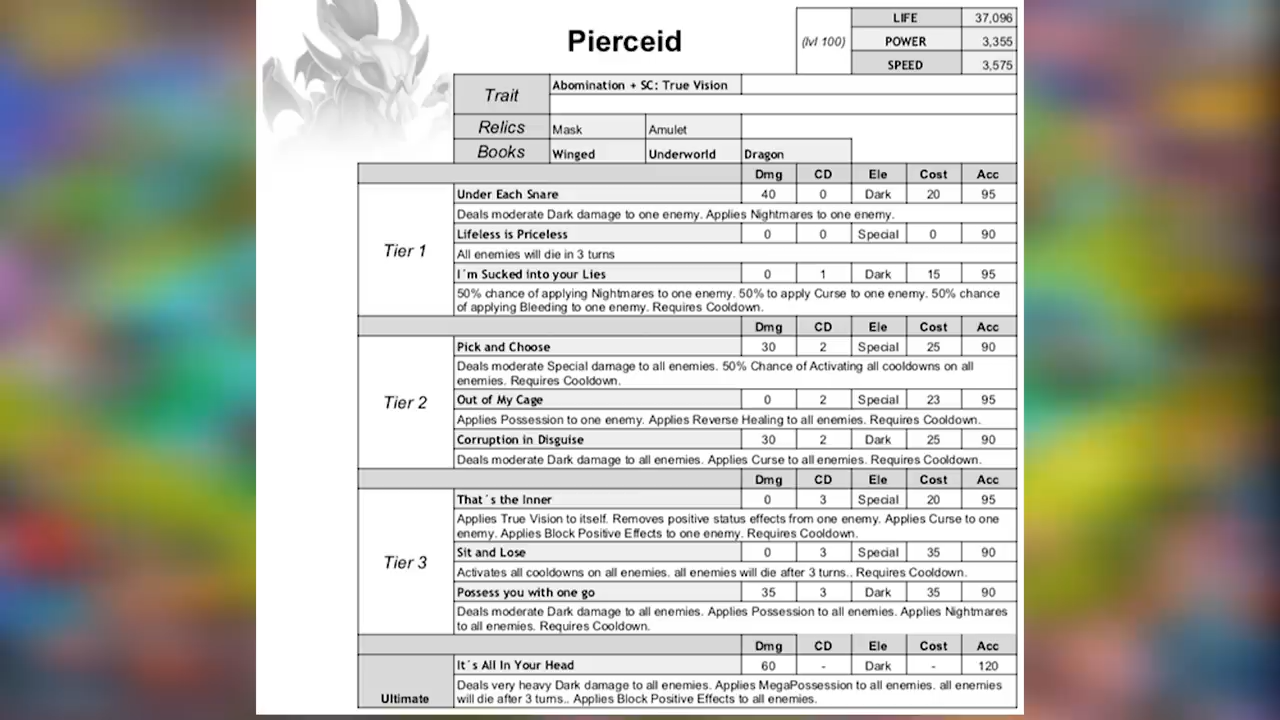 Pierceid
(lvl 100)
LIFE 37,096
POWER 3,355
SPEED 3,575
Trait Abomination + SC: True Vision
Relics Mask Amulet
Books Winged Underworld Dragon
Dmg CD Ele Cost Acc
Tier 1
Under Each Snare 40 0 Dark 20 95
Deals moderate Dark damage to one enemy. Applies Nightmares to one enemy.
Lifeless is Priceless 0 0 Special 0 90
All enemies will die in 3 turns
I´m Sucked into your Lies 0 1 Dark 15 95
50% chance of applying Nightmares to one enemy. 50% to apply Curse to one enemy. 50% chance
of applying Bleeding to one enemy. Requires Cooldown.
Dmg CD Ele Cost Acc
Tier 2
Pick and Choose 30 2 Special 25 90
Deals moderate Special damage to all enemies. 50% Chance of Activating all cooldowns on all
enemies. Requires Cooldown.
Out of My Cage 0 2 Special 23 95
Applies Possession to one enemy. Applies Reverse Healing to all enemies. Requires Cooldown.
Corruption in Disguise 30 2 Dark 25 90
Deals moderate Dark damage to all enemies. Applies Curse to all enemies. Requires Cooldown.
Dmg CD Ele Cost Acc
Tier 3
That´s the Inner 0 3 Special 20 95
Applies True Vision to itself. Removes positive status effects from one enemy. Applies Curse to one
enemy. Applies Block Positive Effects to one enemy. Requires Cooldown.
Sit and Lose 0 3 Special 35 90
Activates all cooldowns on all enemies. all enemies will die after 3 turns.. Requires Cooldown.
Possess you with one go 35 3 Dark 35 90
Deals moderate Dark damage to all enemies. Applies Possession to all enemies. Applies Nightmares
to all enemies. Requires Cooldown.
Dmg CD Ele Cost Acc
Ultimate
It´s All In Your Head 60 - Dark - 120
Deals very heavy Dark damage to all enemies. Applies MegaPossession to all enemies. all enemies
will die after 3 turns.. Applies Block Positive Effects to all enemies.